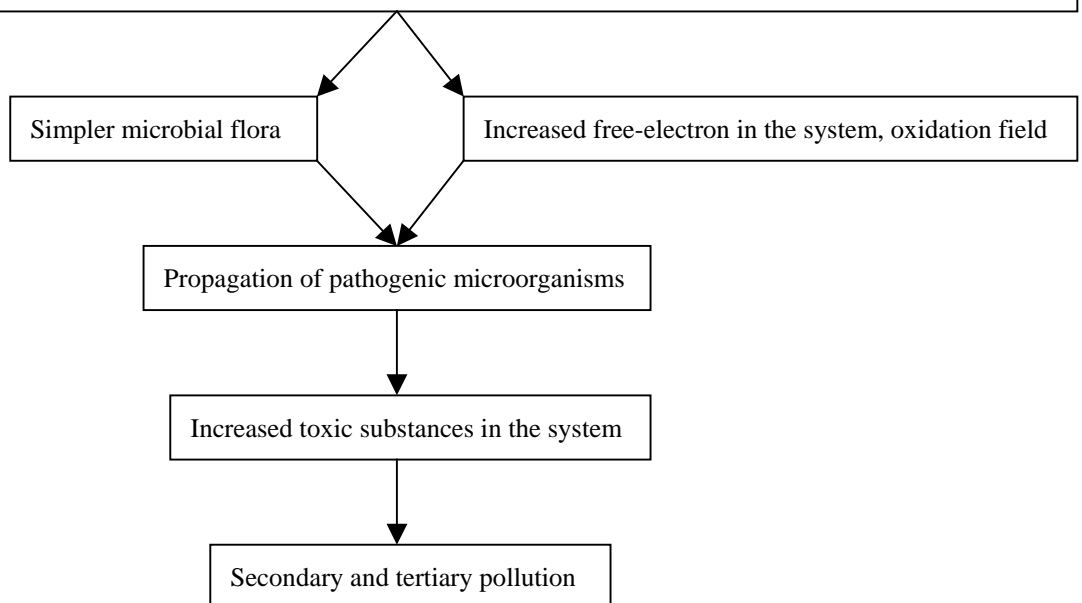 Simpler microbial flora
Increased free-electron in the system, oxidation field
Propagation of pathogenic microorganisms
Increased toxic substances in the system
Secondary and tertiary pollution